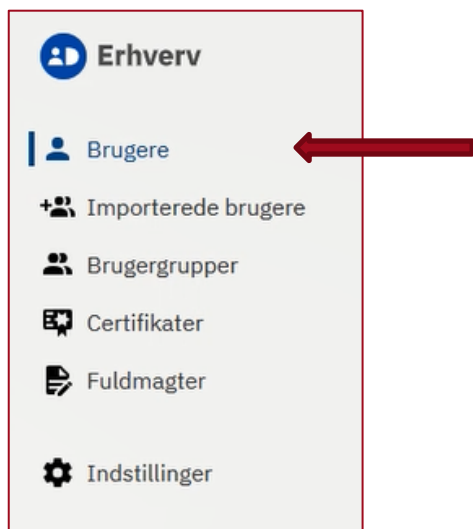 Erhverv
Brugere
Importerede brugere
Brugergrupper
Certifikater
Fuldmagter
Indstillinger